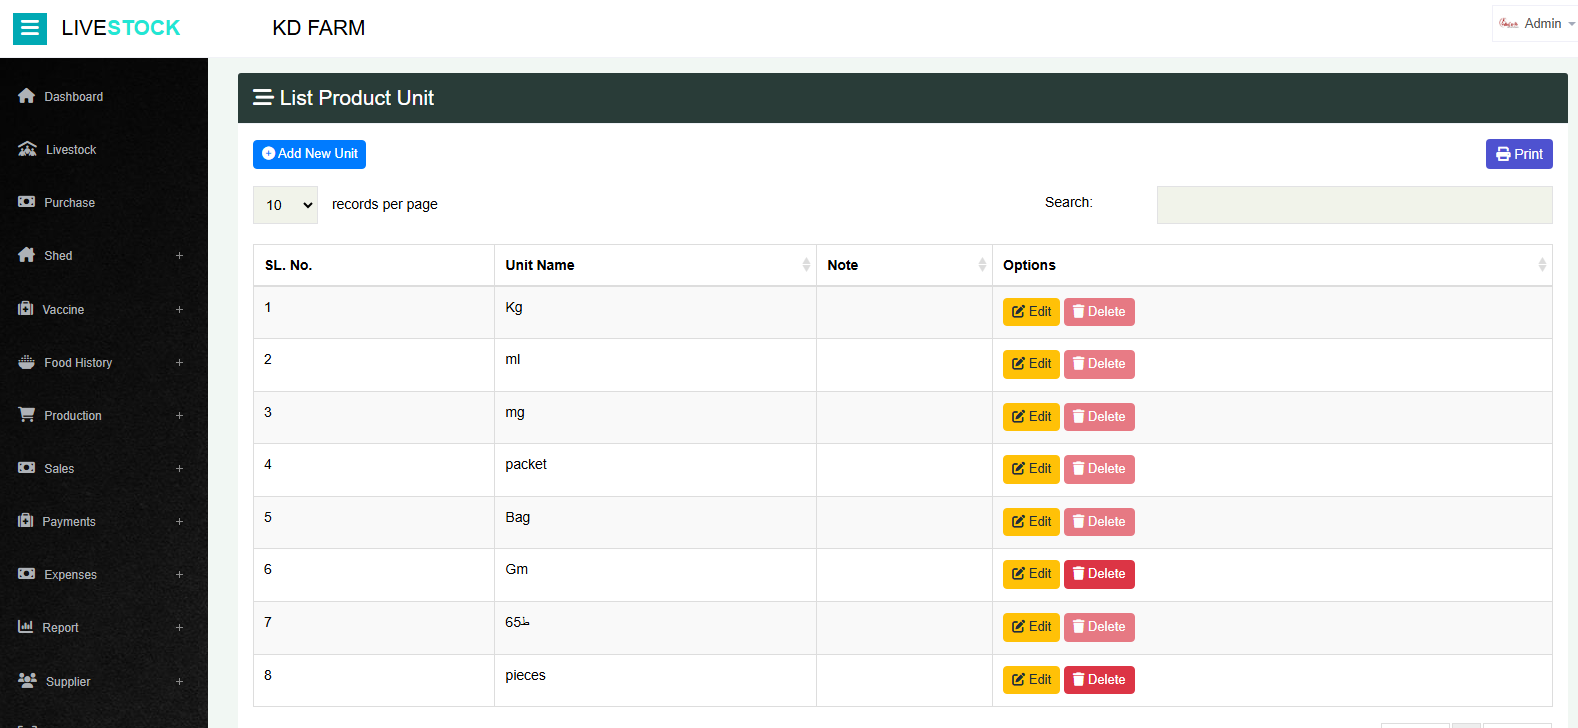 LIVESTOCK
KD FARM
Admin
Dashboard
Livestock
Purchase
Shed +
Vaccine +
Food History +
Production +
Sales +
Payments +
Expenses +
Report +
Supplier +
List Product Unit
Add New Unit
Print
10 records per page
Search:
SL. No. Unit Name Note Options
1 Kg Edit Delete
2 ml Edit Delete
3 mg Edit Delete
4 packet Edit Delete
5 Bag Edit Delete
6 Gm Edit Delete
7 65 Edit Delete
8 pieces Edit Delete